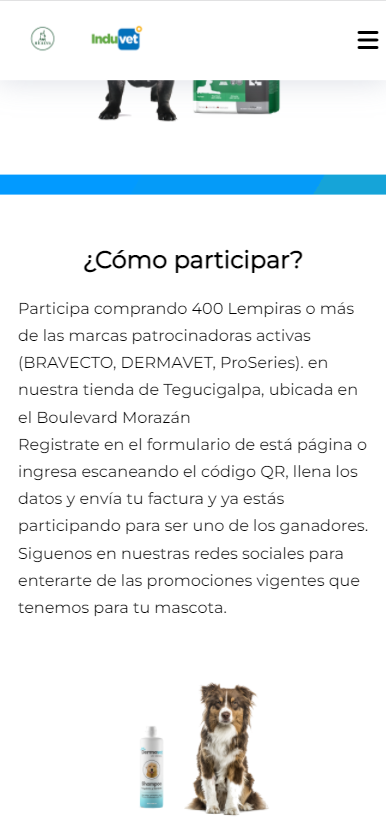 Induvet
¿Cómo participar?
Participa comprando 400 Lempiras o más
de las marcas patrocinadoras activas
(BRAVECTO, DERMAVET, ProSeries). en
nuestra tienda de Tegucigalpa, ubicada en
el Boulevard Morazán
Registrate en el formulario de está página o
ingresa escaneando el código QR, llena los
datos y envía tu factura y ya estás
participando para ser uno de los ganadores.
Siguenos en nuestras redes sociales para
enterarte de las promociones vigentes que
tenemos para tu mascota.
Shampoo